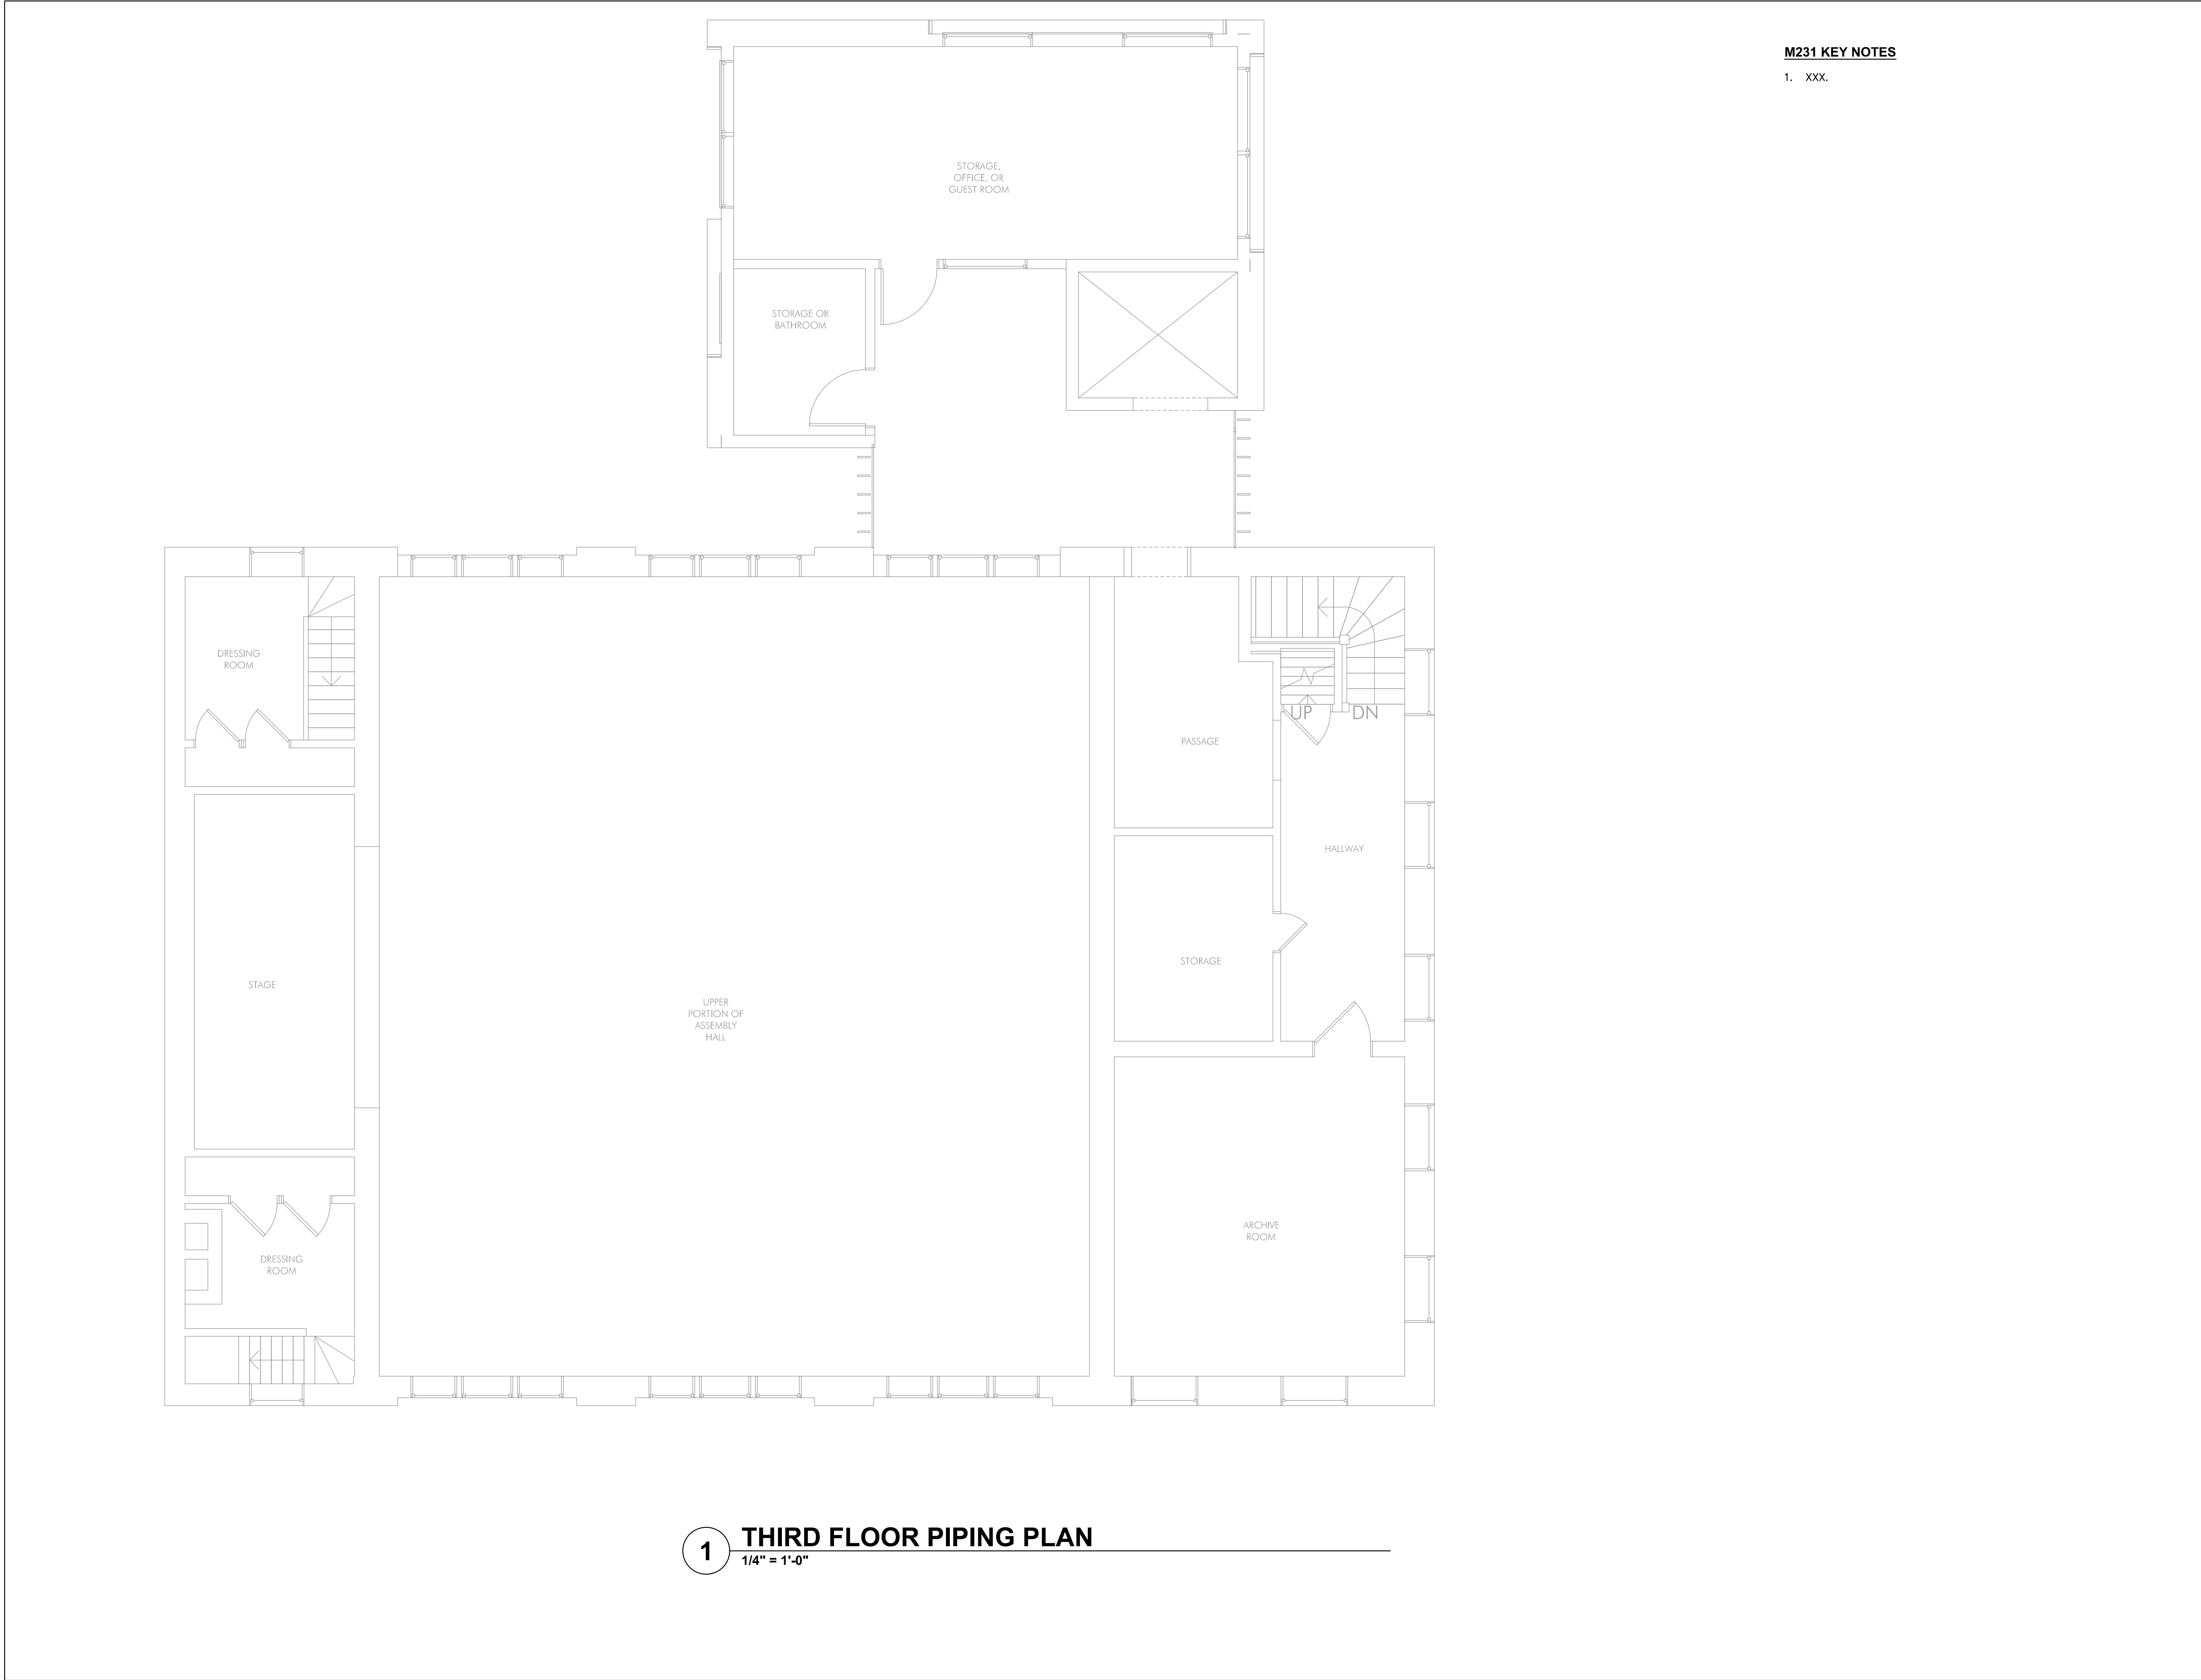 M231 KEY NOTES
1. XXX.
STORAGE,
OFFICE, OR
GUEST ROOM
STORAGE OR
BATHROOM
DRESSING
ROOM
UP DN
PASSAGE
HALLWAY
STORAGE
STAGE
UPPER
PORTION OF
ASSEMBLY
HALL
ARCHIVE
ROOM
DRESSING
ROOM
1 THIRD FLOOR PIPING PLAN
1/4" = 1'-0"